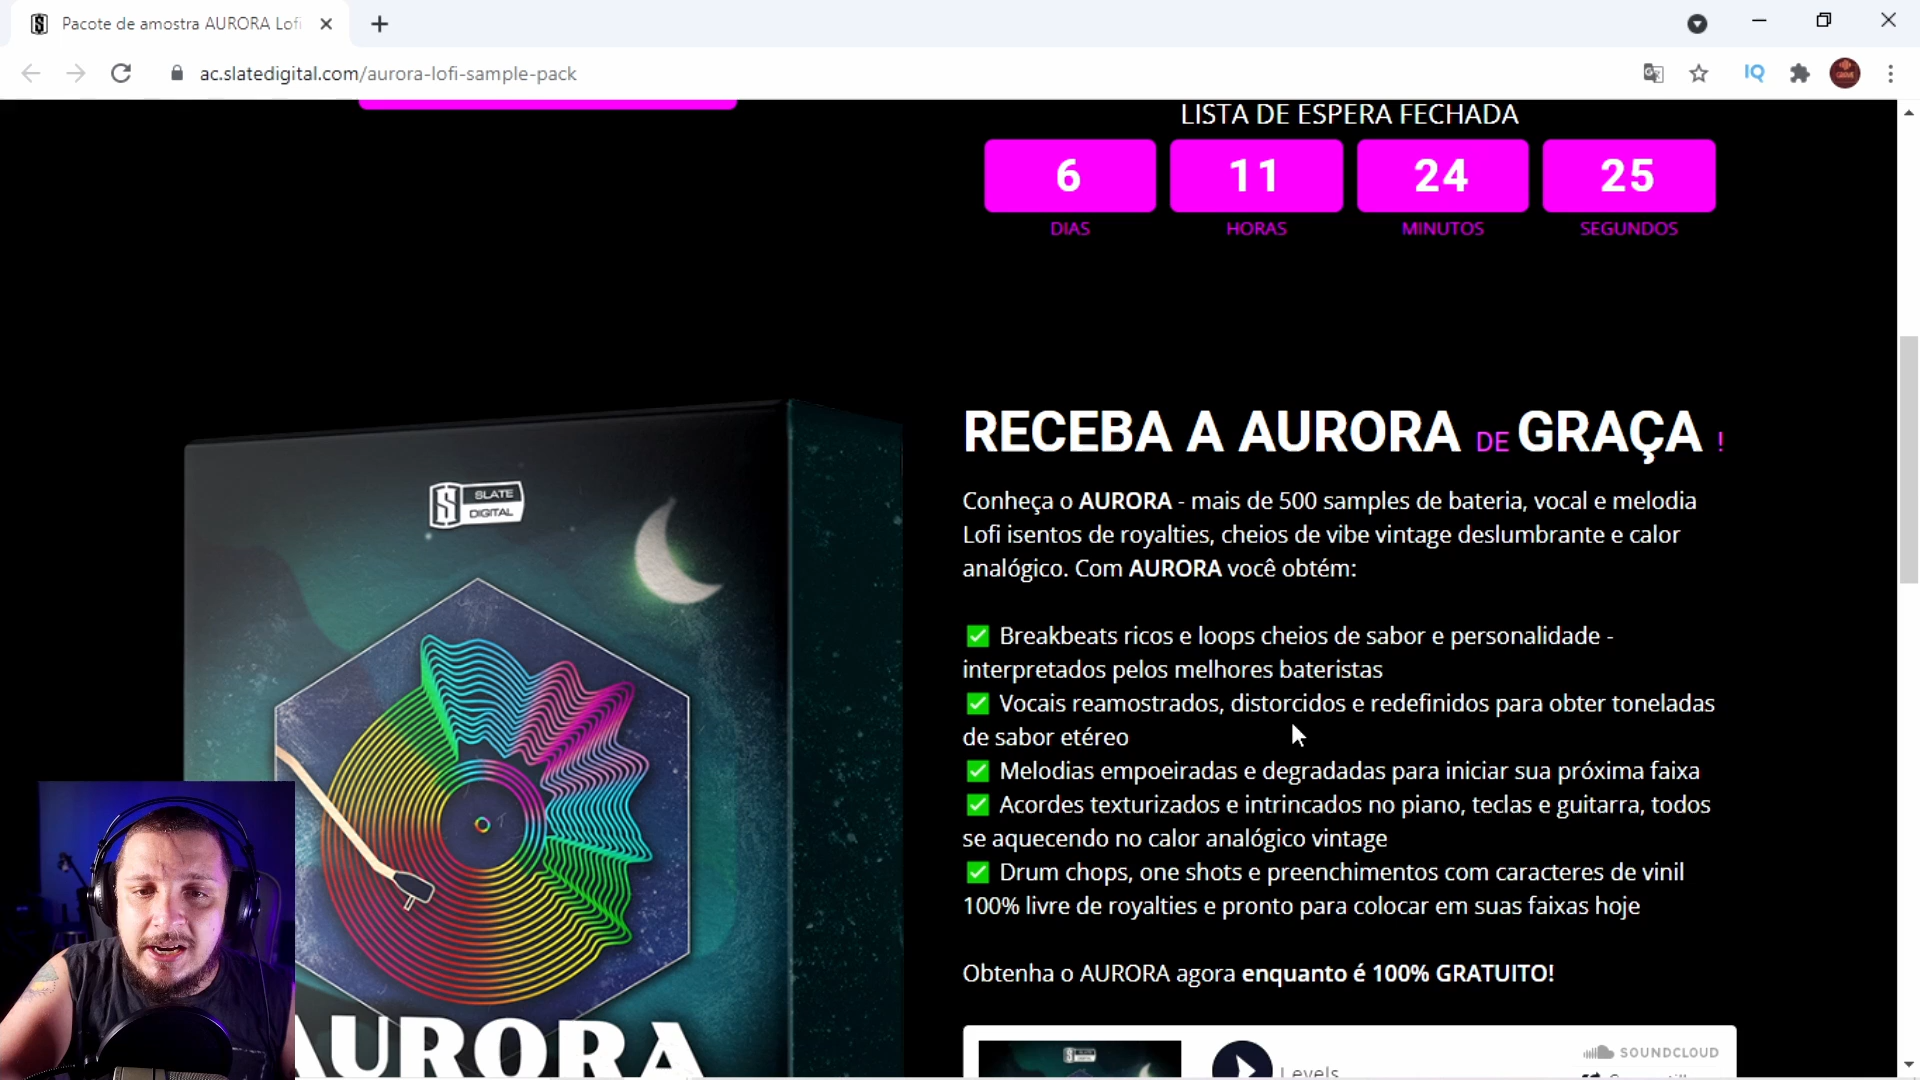 Pacote de amostra AURORA Lofi
ac.slatedigital.com/aurora-lofi-sample-pack
IQ
LISTA DE ESPERA FECHADA
6 11 24 25
DIAS HORAS MINUTOS SEGUNDOS
RECEBA A AURORA DE GRAÇA !
Conheça o AURORA - mais de 500 samples de bateria, vocal e melodia
Lofi isentos de royalties, cheios de vibe vintage deslumbrante e calor
analógico. Com AURORA você obtém:
✅ Breakbeats ricos e loops cheios de sabor e personalidade -
interpretados pelos melhores bateristas
✅ Vocais reamostrados, distorcidos e redefinidos para obter toneladas
de sabor etéreo
✅ Melodias empoeiradas e degradadas para iniciar sua próxima faixa
✅ Acordes texturizados e intrincados no piano, teclas e guitarra, todos
se aquecendo no calor analógico vintage
✅ Drum chops, one shots e preenchimentos com caracteres de vinil
100% livre de royalties e pronto para colocar em suas faixas hoje
Obtenha o AURORA agora enquanto é 100% GRATUITO!
SLATE
DIGITAL
AURORA
SOUNDCLOUD
Levels